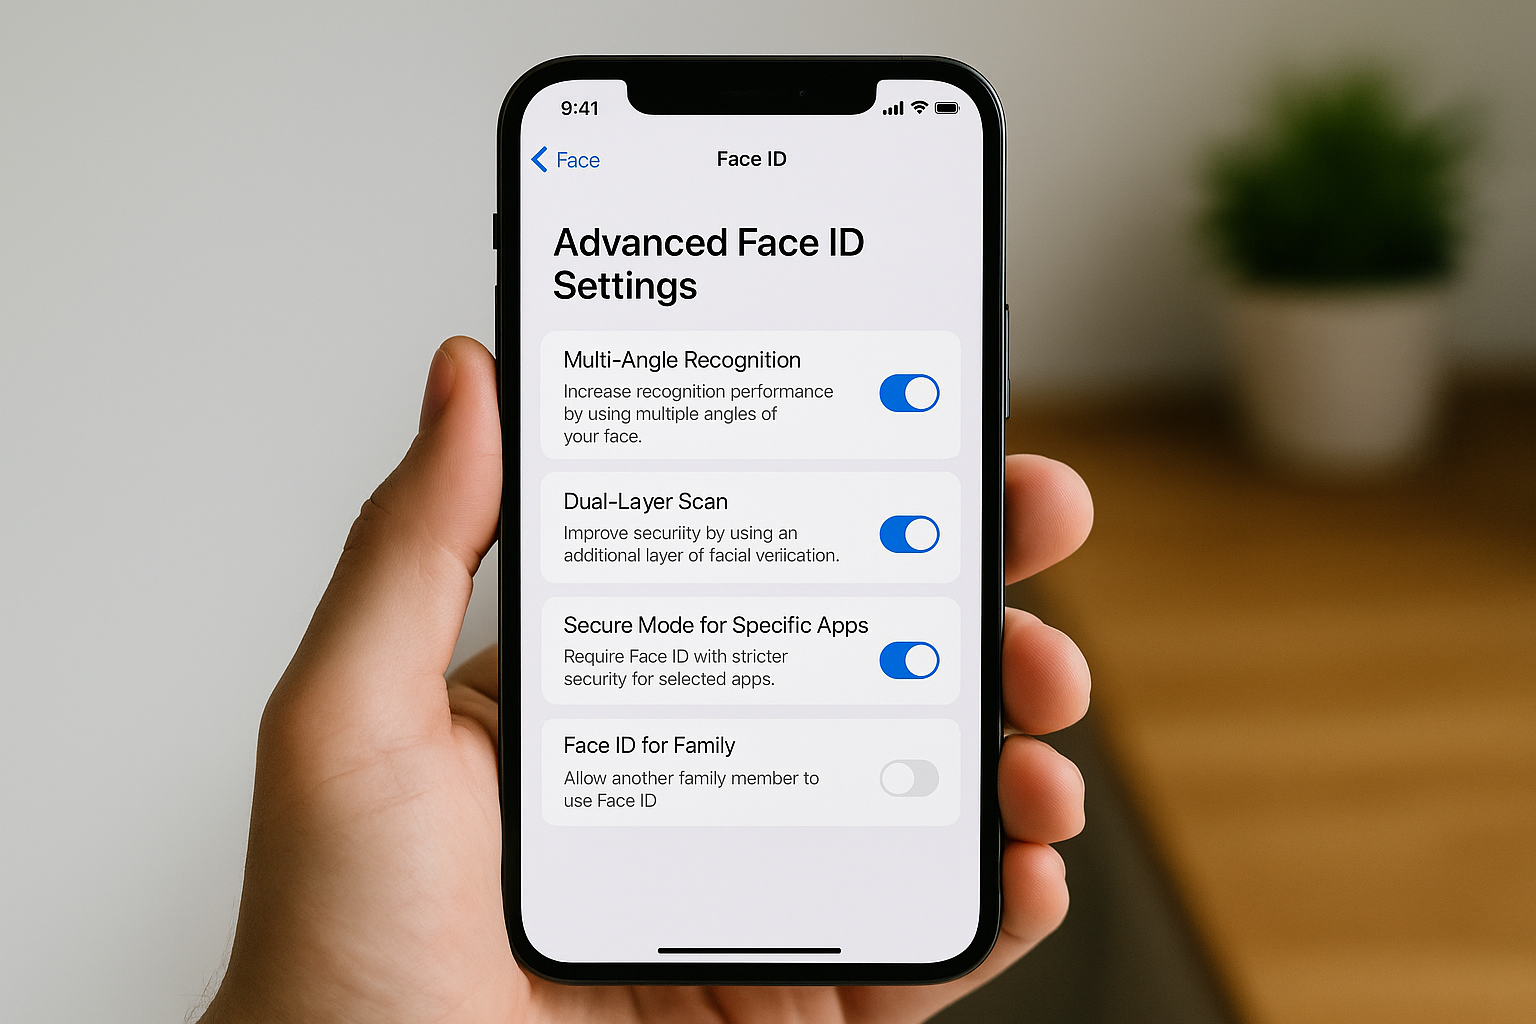 9:41
Face
Face ID
Advanced Face ID
Settings
Multi-Angle Recognition
Increase recognition performance
by using multiple angles of
your face.
Dual-Layer Scan
Improve securiity by using an
additional layer of facial veriication.
Secure Mode for Specific Apps
Require Face ID with stricter
security for selected apps.
Face ID for Family
Allow another family member to
use Face ID